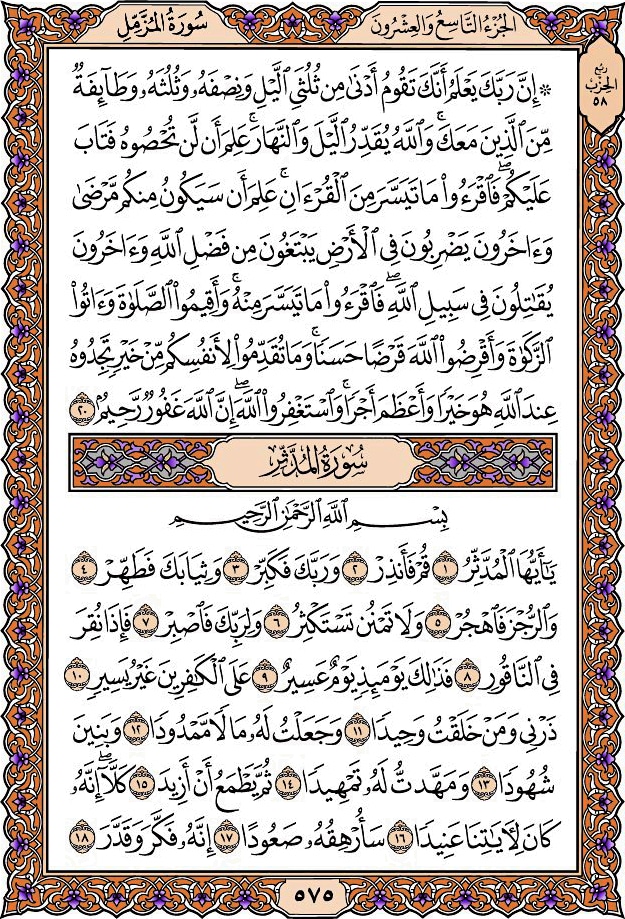 سُورَةُ المُزَّمِّلِ
الجُزْءُ التَّاسِعُ وَالعِشْرُونَ
رُبْع
الحِزْب
٥٨
۞ إِنَّ رَبَّكَ يَعْلَمُ أَنَّكَ تَقُومُ أَدْنَىٰ مِن ثُلُثَىِ ٱلَّيْلِ وَنِصْفَهُۥ وَثُلُثَهُۥ وَطَآئِفَةٌ
مِّنَ ٱلَّذِينَ مَعَكَۚ وَٱللَّهُ يُقَدِّرُ ٱلَّيْلَ وَٱلنَّهَارَۚ عَلِمَ أَن لَّن تُحْصُوهُ فَتَابَ
عَلَيْكُمْۖ فَٱقْرَءُوا۟ مَا تَيَسَّرَ مِنَ ٱلْقُرْءَانِۚ عَلِمَ أَن سَيَكُونُ مِنكُم مَّرْضَىٰ
وَءَاخَرُونَ يَضْرِبُونَ فِى ٱلْأَرْضِ يَبْتَغُونَ مِن فَضْلِ ٱللَّهِ وَءَاخَرُونَ
يُقَٰتِلُونَ فِى سَبِيلِ ٱللَّهِۖ فَٱقْرَءُوا۟ مَا تَيَسَّرَ مِنْهُۚ وَأَقِيمُوا۟ ٱلصَّلَوٰةَ وَءَاتُوا۟
ٱلزَّكَوٰةَ وَأَقْرِضُوا۟ ٱللَّهَ قَرْضًا حَسَنًاۚ وَمَا تُقَدِّمُوا۟ لِأَنفُسِكُم مِّنْ خَيْرٍ تَجِدُوهُ
عِندَ ٱللَّهِ هُوَ خَيْرًا وَأَعْظَمَ أَجْرًاۚ وَٱسْتَغْفِرُوا۟ ٱللَّهَۖ إِنَّ ٱللَّهَ غَفُورٌ رَّحِيمٌۢ ٢٠
سُورَةُ المُدَّثِّرِ
بِسْمِ ٱللَّهِ ٱلرَّحْمَٰنِ ٱلرَّحِيمِ
يَٰٓأَيُّهَا ٱلْمُدَّثِّرُ ١ قُمْ فَأَنذِرْ ٢ وَرَبَّكَ فَكَبِّرْ ٣ وَثِيَابَكَ فَطَهِّرْ ٤
وَٱلرُّجْزَ فَٱهْجُرْ ٥ وَلَا تَمْنُن تَسْتَكْثِرُ ٦ وَلِرَبِّكَ فَٱصْبِرْ ٧ فَإِذَا نُقِرَ
فِى ٱلنَّاقُورِ ٨ فَذَٰلِكَ يَوْمَئِذٍ يَوْمٌ عَسِيرٌ ٩ عَلَى ٱلْكَٰفِرِينَ غَيْرُ يَسِيرٍ ١٠
ذَرْنِى وَمَنْ خَلَقْتُ وَحِيدًا ١١ وَجَعَلْتُ لَهُۥ مَالًا مَّمْدُودًا ١٢ وَبَنِينَ
شُهُودًا ١٣ وَمَهَّدتُّ لَهُۥ تَمْهِيدًا ١٤ ثُمَّ يَطْمَعُ أَنْ أَزِيدَ ١٥ كَلَّآۖ إِنَّهُۥ
كَانَ لِءَايَٰتِنَا عَنِيدًا ١٦ سَأُرْهِقُهُۥ صَعُودًا ١٧ إِنَّهُۥ فَكَّرَ وَقَدَّرَ ١٨
٥٧٥